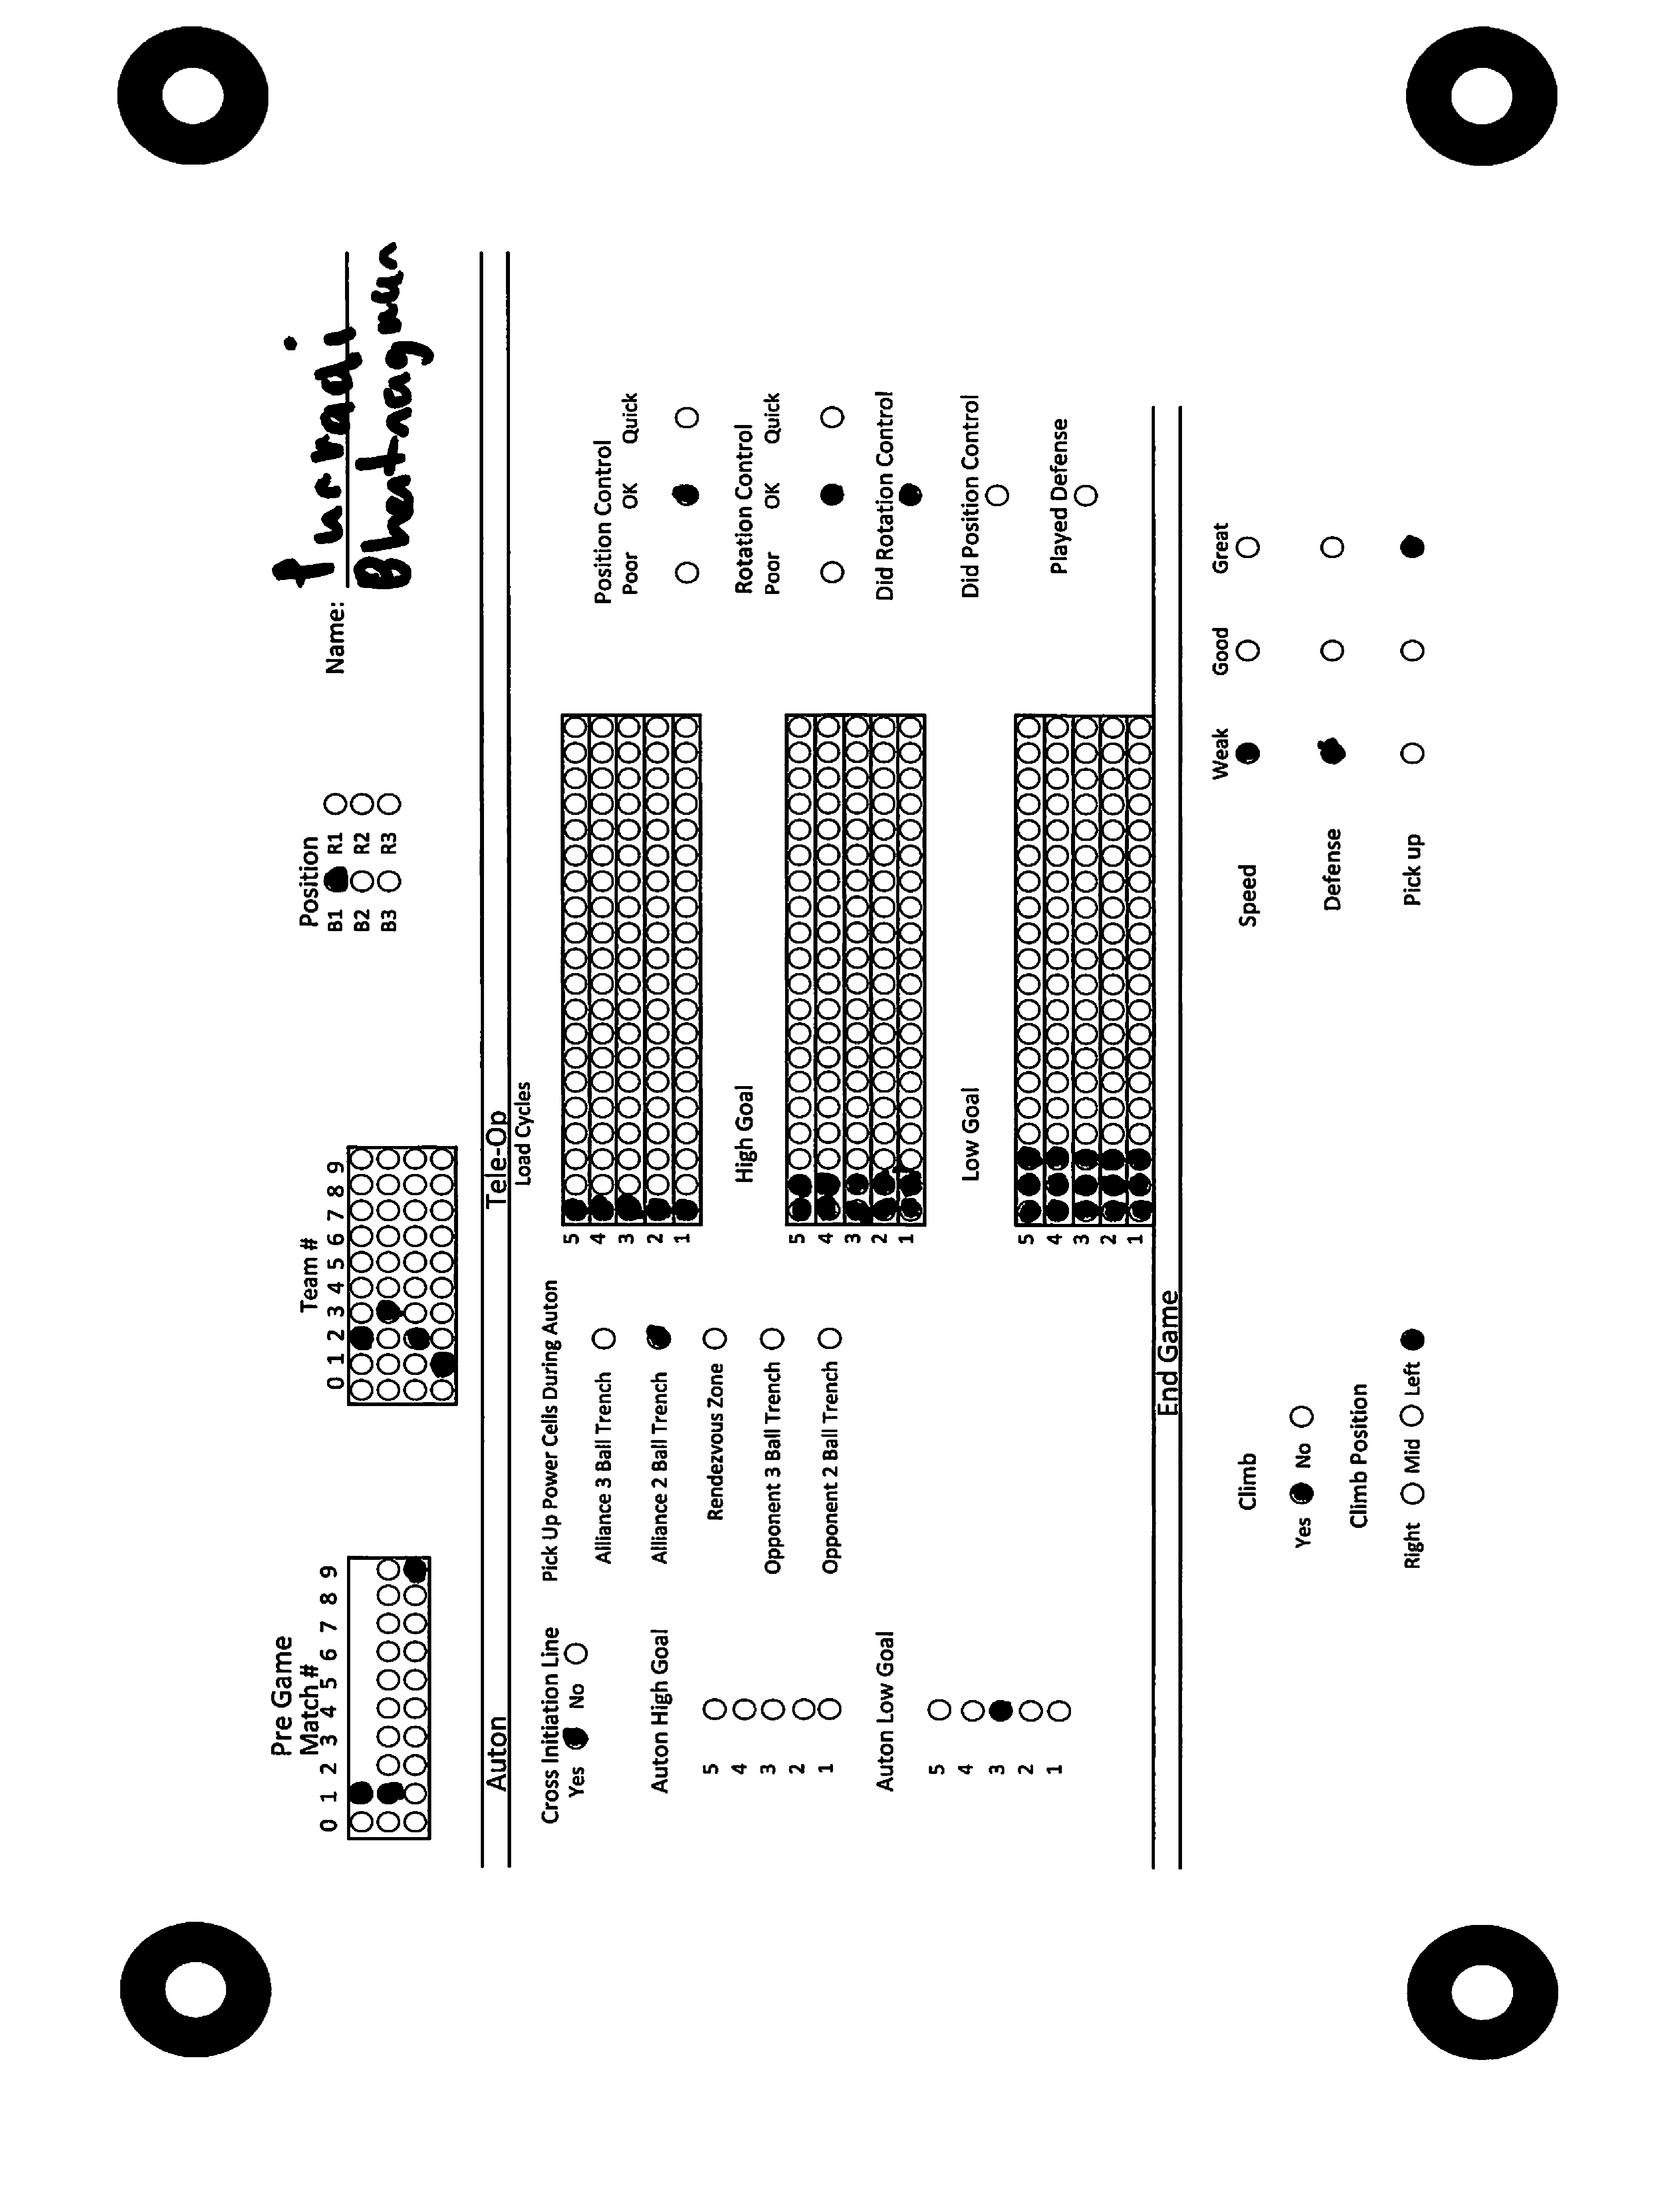 Pre Game
Match #
0 1 2 3 4 5 6 7 8 9
Team #
0 1 2 3 4 5 6 7 8 9
Position
B1 R1
B2 R2
B3 R3
Name:
Auton
Tele-Op
Cross Initiation Line
Yes No
Auton High Goal
5
4
3
2
1
Auton Low Goal
5
4
3
2
1
Pick Up Power Cells During Auton
Alliance 3 Ball Trench
Alliance 2 Ball Trench
Rendezvous Zone
Opponent 3 Ball Trench
Opponent 2 Ball Trench
Load Cycles
5
4
3
2
1
High Goal
5
4
3
2
1
Low Goal
5
4
3
2
1
Position Control
Poor OK Quick
Rotation Control
Poor OK Quick
Did Rotation Control
Did Position Control
Played Defense
End Game
Climb
Yes No
Climb Position
Right Mid Left
Weak Good Great
Speed
Defense
Pick up